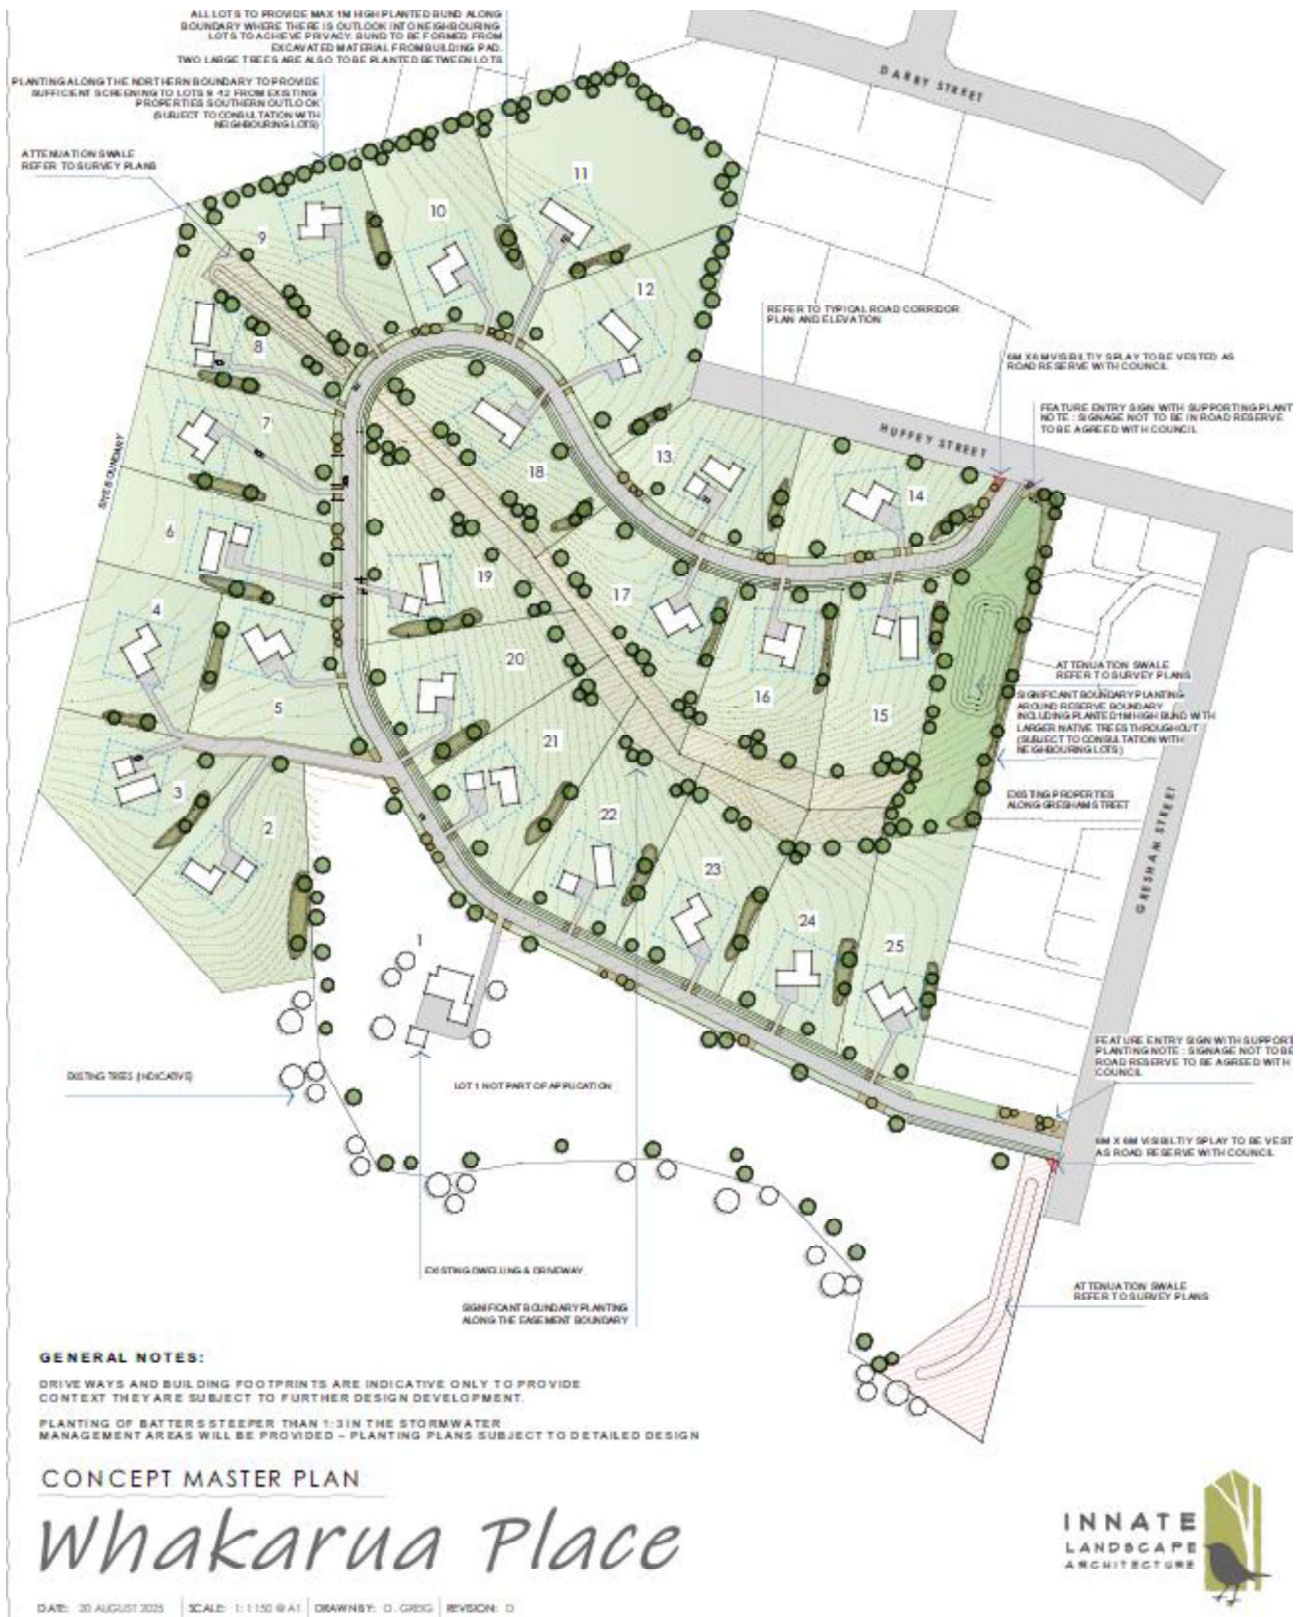 ALL LOTS TO PROVIDE MAX 1M HIGH PLANTED BUND ALONG
BOUNDARY WHERE THERE IS OUTLOOK INTO NEIGHBOURING
LOTS TO ACHIEVE PRIVACY. BUND TO BE FORMED FROM
EXCAVATED MATERIAL FROM BUILDING PAD.
TWO LARGE TREES ARE ALSO TO BE PLANTED BETWEEN LOTS
PLANTING ALONG THE NORTHERN BOUNDARY TO PROVIDE
SUFFICIENT SCREENING TO LOTS 9 -12 FROM EXISTING
PROPERTIES SOUTHERN OUTLOOK
(SUBJECT TO CONSULTATION WITH
NEIGHBOURING LOTS)
ATTENUATION SWALE
REFER TO SURVEY PLANS
DARBY STREET
11
10
9
12
REFER TO TYPICAL ROAD CORRIDOR
PLAN AND ELEVATION
6M X 6M VISIBILTIY SPLAY TO BE VESTED AS
ROAD RESERVE WITH COUNCIL
8
FEATURE ENTRY SIGN WITH SUPPORTING PLANT
NOTE : SIGNAGE NOT TO BE IN ROAD RESERVE
TO BE AGREED WITH COUNCIL
7
HUFFEY STREET
SITE BOUNDARY
13
18
14
6
19
17
4
20
ATTENUATION SWALE
REFER TO SURVEY PLANS
SIGNIFICANT BOUNDARY PLANTING
AROUND RESERVE BOUNDARY
INCLUDING PLANTED 1M HIGH BUND WITH
LARGER NATIVE TREES THROUGHOUT
(SUBJECT TO CONSULTATION WITH
NEIGHBOURING LOTS)
16
5
15
21
3
EXISTING PROPERTIES
ALONG GRESHAM STREET
2
22
GRESHAM STREET
23
24
1
25
FEATURE ENTRY SIGN WITH SUPPORT
PLANTING NOTE : SIGNAGE NOT TO BE
ROAD RESERVE TO BE AGREED WITH
COUNCIL
EXISTING TREES (INDICATIVE)
LOT 1 NOT PART OF APPLICATION
6M X 6M VISIBILTIY SPLAY TO BE VEST
AS ROAD RESERVE WITH COUNCIL
EXISTING DWELLING & DRIVEWAY
ATTENUATION SWALE
REFER TO SURVEY PLANS
SIGNIFICANT BOUNDARY PLANTING
ALONG THE EASEMENT BOUNDARY
GENERAL NOTES:
DRIVEWAYS AND BUILDING FOOTPRINTS ARE INDICATIVE ONLY TO PROVIDE
CONTEXT THEY ARE SUBJECT TO FURTHER DESIGN DEVELOPMENT.
PLANTING OF BATTERS STEEPER THAN 1:3 IN THE STORMWATER
MANAGEMENT AREAS WILL BE PROVIDED – PLANTING PLANS SUBJECT TO DETAILED DESIGN
CONCEPT MASTER PLAN
Whakarua Place
DATE: 20 AUGUST 2025 SCALE: 1:1150 @ A1 DRAWN BY: D. GREIG REVISION: D
INNATE
LANDSCAPE
ARCHITECTURE